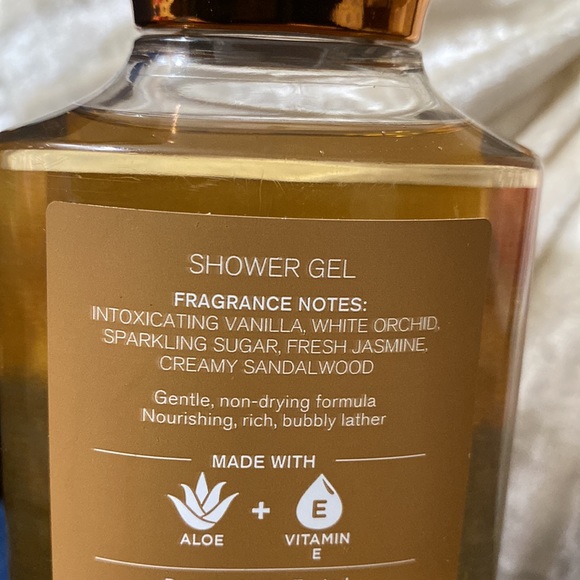 SHOWER GEL
FRAGRANCE NOTES:
INTOXICATING VANILLA, WHITE ORCHID,
SPARKLING SUGAR, FRESH JASMINE,
CREAMY SANDALWOOD
Gentle, non-drying formula
Nourishing, rich, bubbly lather
MADE WITH
ALOE
+
E
VITAMIN
E